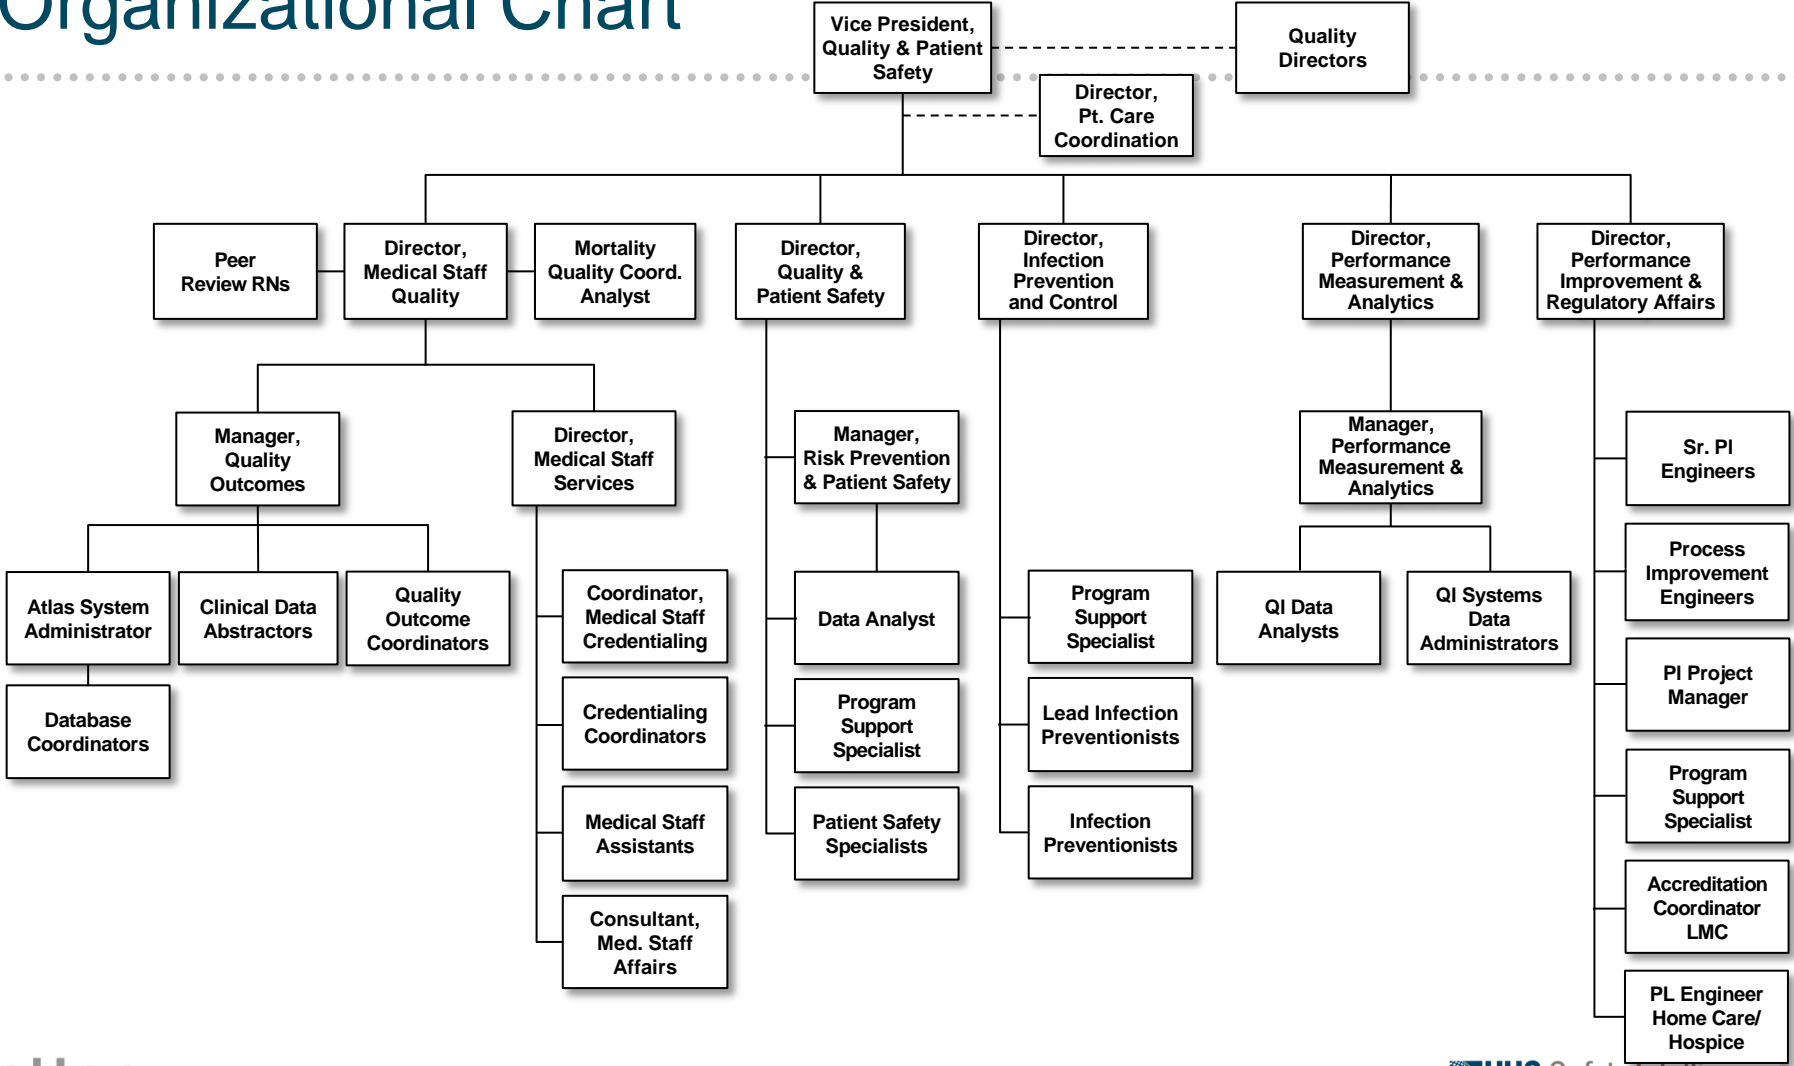 Organizational Chart
Vice President,
Quality & Patient
Safety
Quality
Directors
Director,
Pt. Care
Coordination
Peer
Review RNs
Director,
Medical Staff
Quality
Mortality
Quality Coord.
Analyst
Director,
Quality &
Patient Safety
Director,
Infection
Prevention
and Control
Director,
Performance
Measurement &
Analytics
Director,
Performance
Improvement &
Regulatory Affairs
Manager,
Quality
Outcomes
Director,
Medical Staff
Services
Manager,
Risk Prevention
& Patient Safety
Manager,
Performance
Measurement &
Analytics
Sr. PI
Engineers
Atlas System
Administrator
Clinical Data
Abstractors
Quality
Outcome
Coordinators
Coordinator,
Medical Staff
Credentialing
Data Analyst
Program
Support
Specialist
QI Data
Analysts
QI Systems
Data
Administrators
Process
Improvement
Engineers
Database
Coordinators
Credentialing
Coordinators
Program
Support
Specialist
Lead Infection
Preventionists
PI Project
Manager
Medical Staff
Assistants
Patient Safety
Specialists
Infection
Preventionists
Program
Support
Specialist
Consultant,
Med. Staff
Affairs
Accreditation
Coordinator
LMC
PL Engineer
Home Care/
Hospice